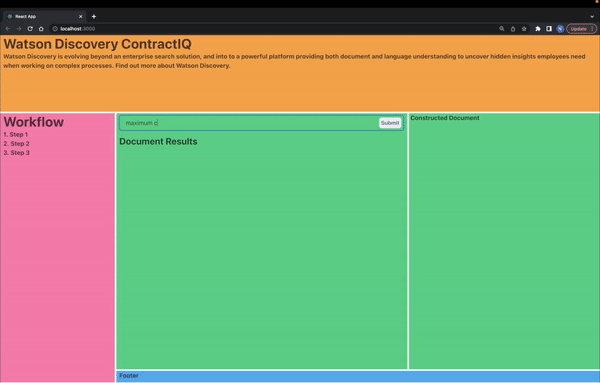 React App
localhost:3000
Update
Watson Discovery ContractIQ
Watson Discovery is evolving beyond an enterprise search solution, and into to a powerful platform providing both document and language understanding to uncover hidden insights employees need
when working on complex processes. Find out more about Watson Discovery.
Workflow
1. Step 1
2. Step 2
3. Step 3
maximum c
Submit
Document Results
Constructed Document
Footer